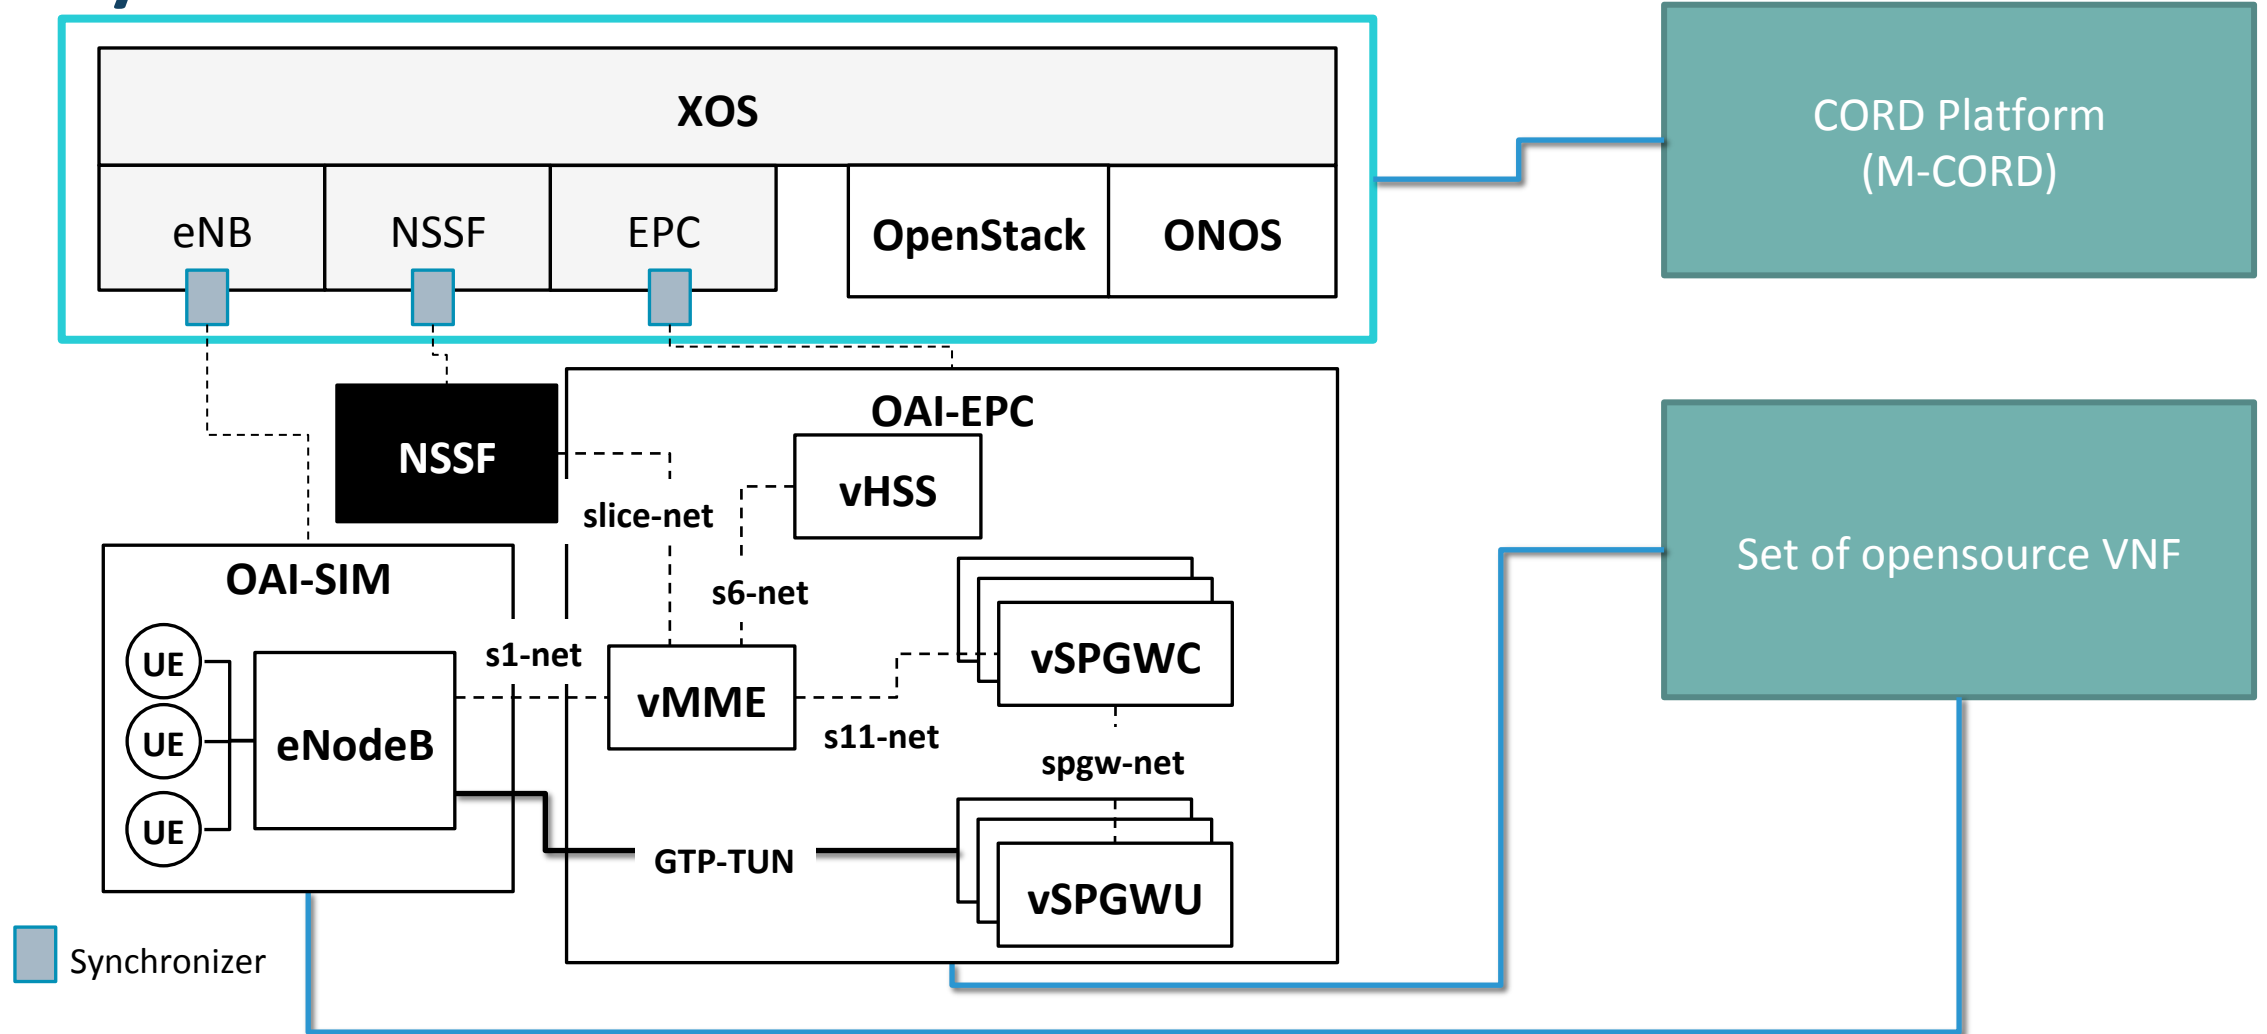 XOS
eNB
NSSF
EPC
OpenStack
ONOS
CORD Platform
(M-CORD)
NSSF
OAI-EPC
vHSS
slice-net
Set of opensource VNF
OAI-SIM
s6-net
UE
s1-net
vSPGWC
vMME
UE
eNodeB
s11-net
spgw-net
UE
GTP-TUN
vSPGWU
Synchronizer